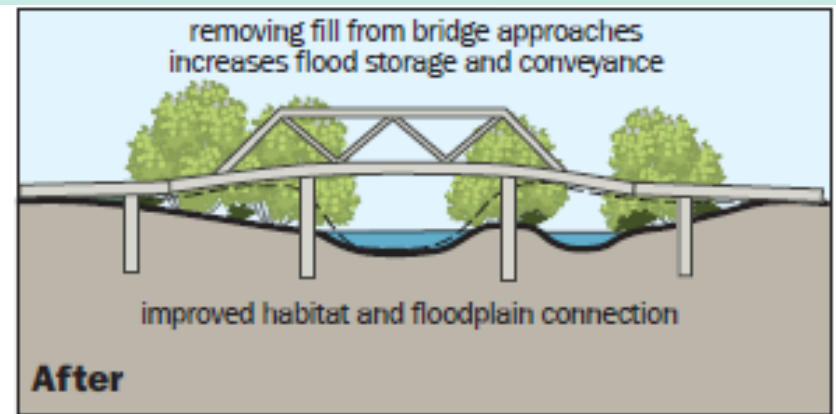 removing fill from bridge approaches
increases flood storage and conveyance
improved habitat and floodplain connection
After